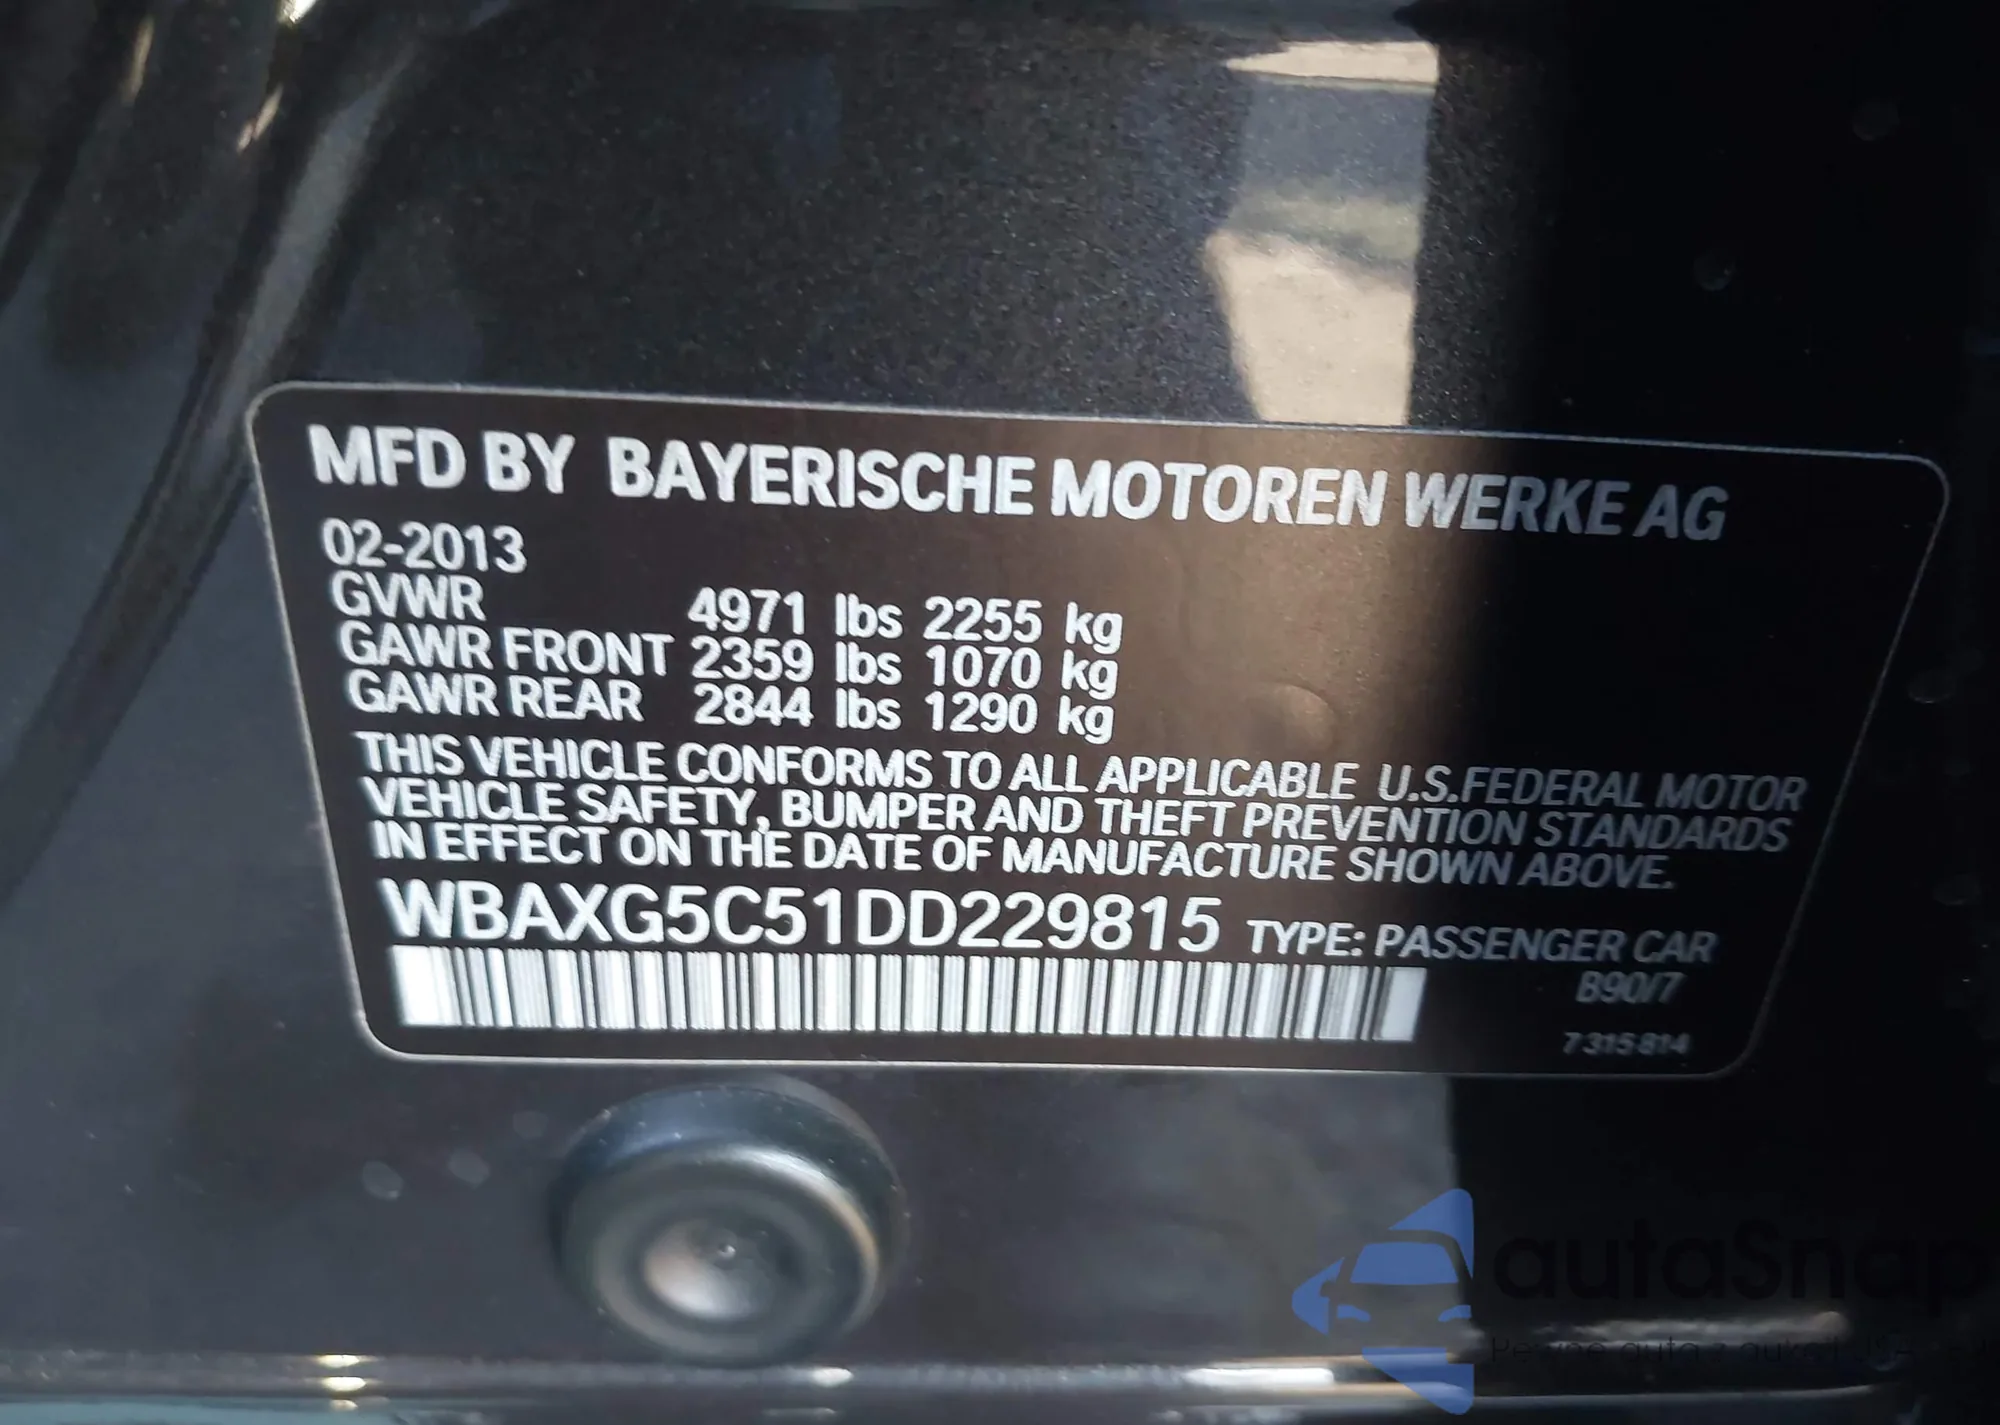 MFD BY BAYERISCHE MOTOREN WERKE AG
02-2013
GVWR 4971 lbs 2255 kg
GAWR FRONT 2359 lbs 1070 kg
GAWR REAR 2844 lbs 1290 kg
THIS VEHICLE CONFORMS TO ALL APPLICABLE U.S.FEDERAL MOTOR
VEHICLE SAFETY, BUMPER AND THEFT PREVENTION STANDARDS
IN EFFECT ON THE DATE OF MANUFACTURE SHOWN ABOVE.
WBAXG5C51DD229815 TYPE: PASSENGER CAR
B90/7
7 315 814
autaSnap